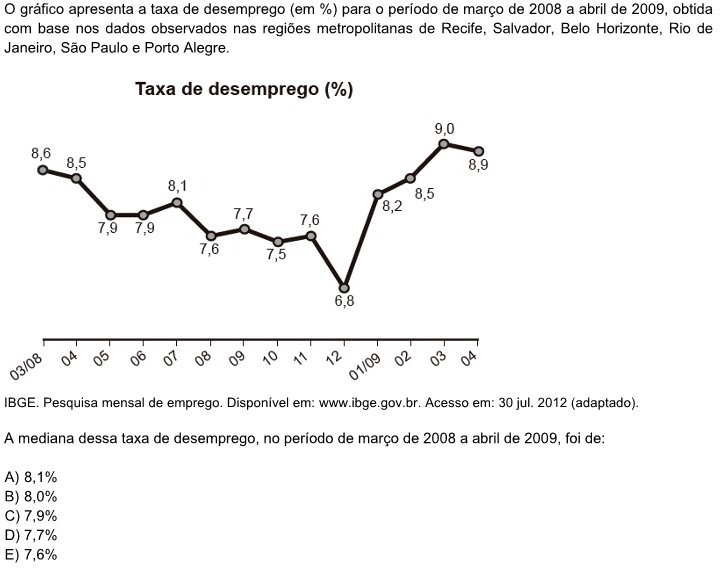 O gráfico apresenta a taxa de desemprego (em %) para o período de março de 2008 a abril de 2009, obtida
com base nos dados observados nas regiões metropolitanas de Recife, Salvador, Belo Horizonte, Rio de
Janeiro, São Paulo e Porto Alegre.
Taxa de desemprego (%)
8,6
8,5
7,9
7,9
8,1
7,6
7,7
7,5
7,6
6,8
8,2
8,5
9,0
8,9
03/08
04
05
06
07
08
09
10
11
12
01/09
02
03
04
IBGE. Pesquisa mensal de emprego. Disponível em: www.ibge.gov.br. Acesso em: 30 jul. 2012 (adaptado).
A mediana dessa taxa de desemprego, no período de março de 2008 a abril de 2009, foi de:
A) 8,1%
B) 8,0%
C) 7,9%
D) 7,7%
E) 7,6%